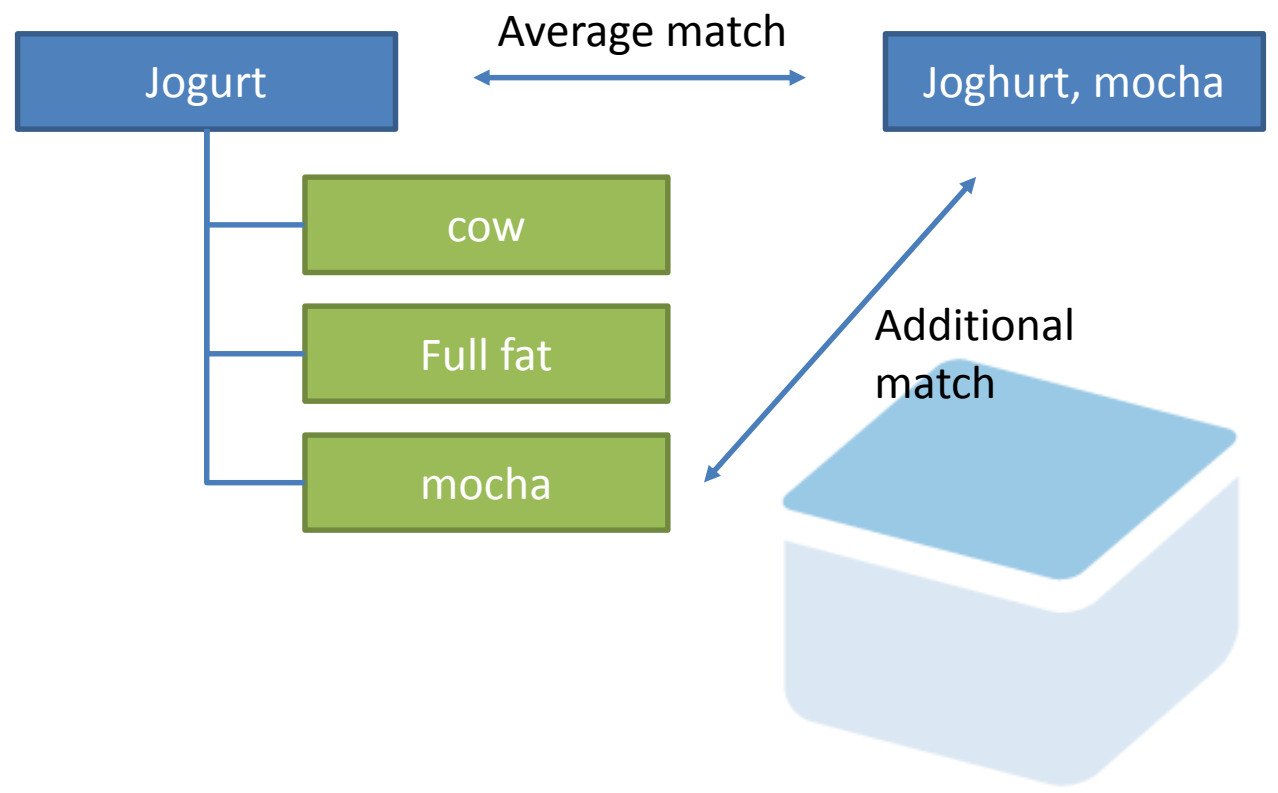 Average match
Jogurt
Joghurt, mocha
cow
Full fat
Additional
match
mocha